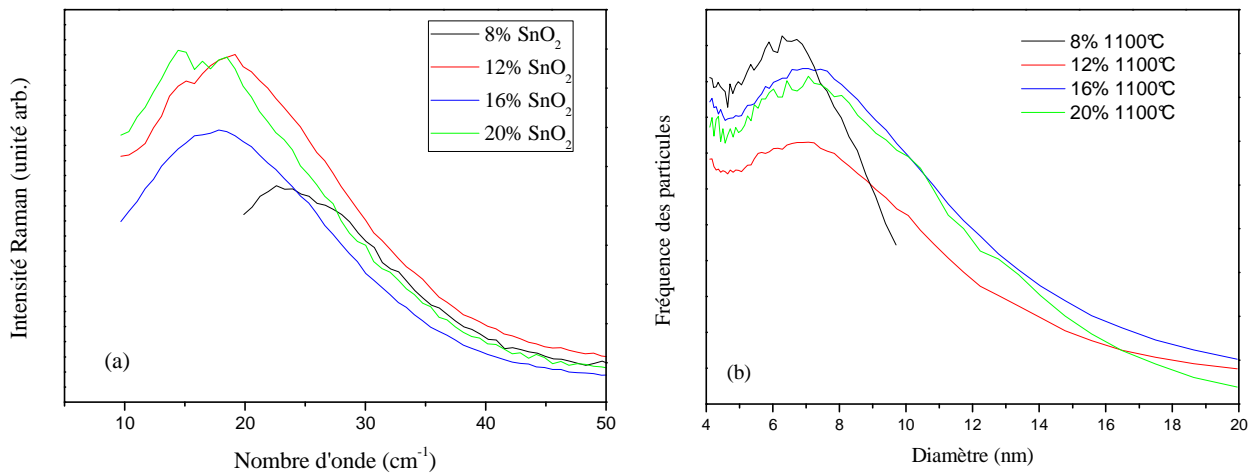 Intensité Raman (unité arb.)
8% SnO₂
12% SnO₂
16% SnO₂
20% SnO₂
(a)
10 20 30 40 50
Nombre d'onde (cm⁻¹)
Fréquence des particules
8% 1100°C
12% 1100°C
16% 1100°C
20% 1100°C
(b)
4 6 8 10 12 14 16 18 20
Diamètre (nm)